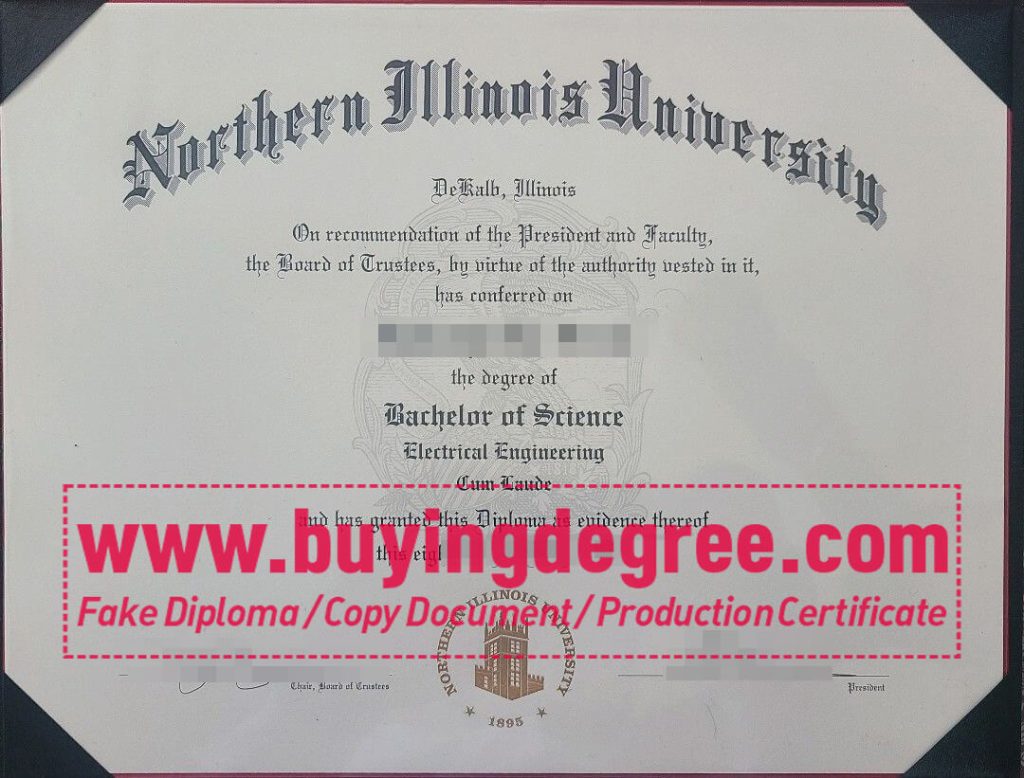 Northern Illinois University
DeKalb, Illinois
On recommendation of the President and Faculty,
the Board of Trustees, by virtue of the authority vested in it,
has conferred on
the degree of
Bachelor of Science
Electrical Engineering
Cum Laude
and has granted this Diploma as evidence thereof
www.buyingdegree.com
this
Fake Diploma / Copy Document / Production Certificate
NORTHERN ILLINOIS UNIVERSITY
1895
Chair, Board of Trustees
President